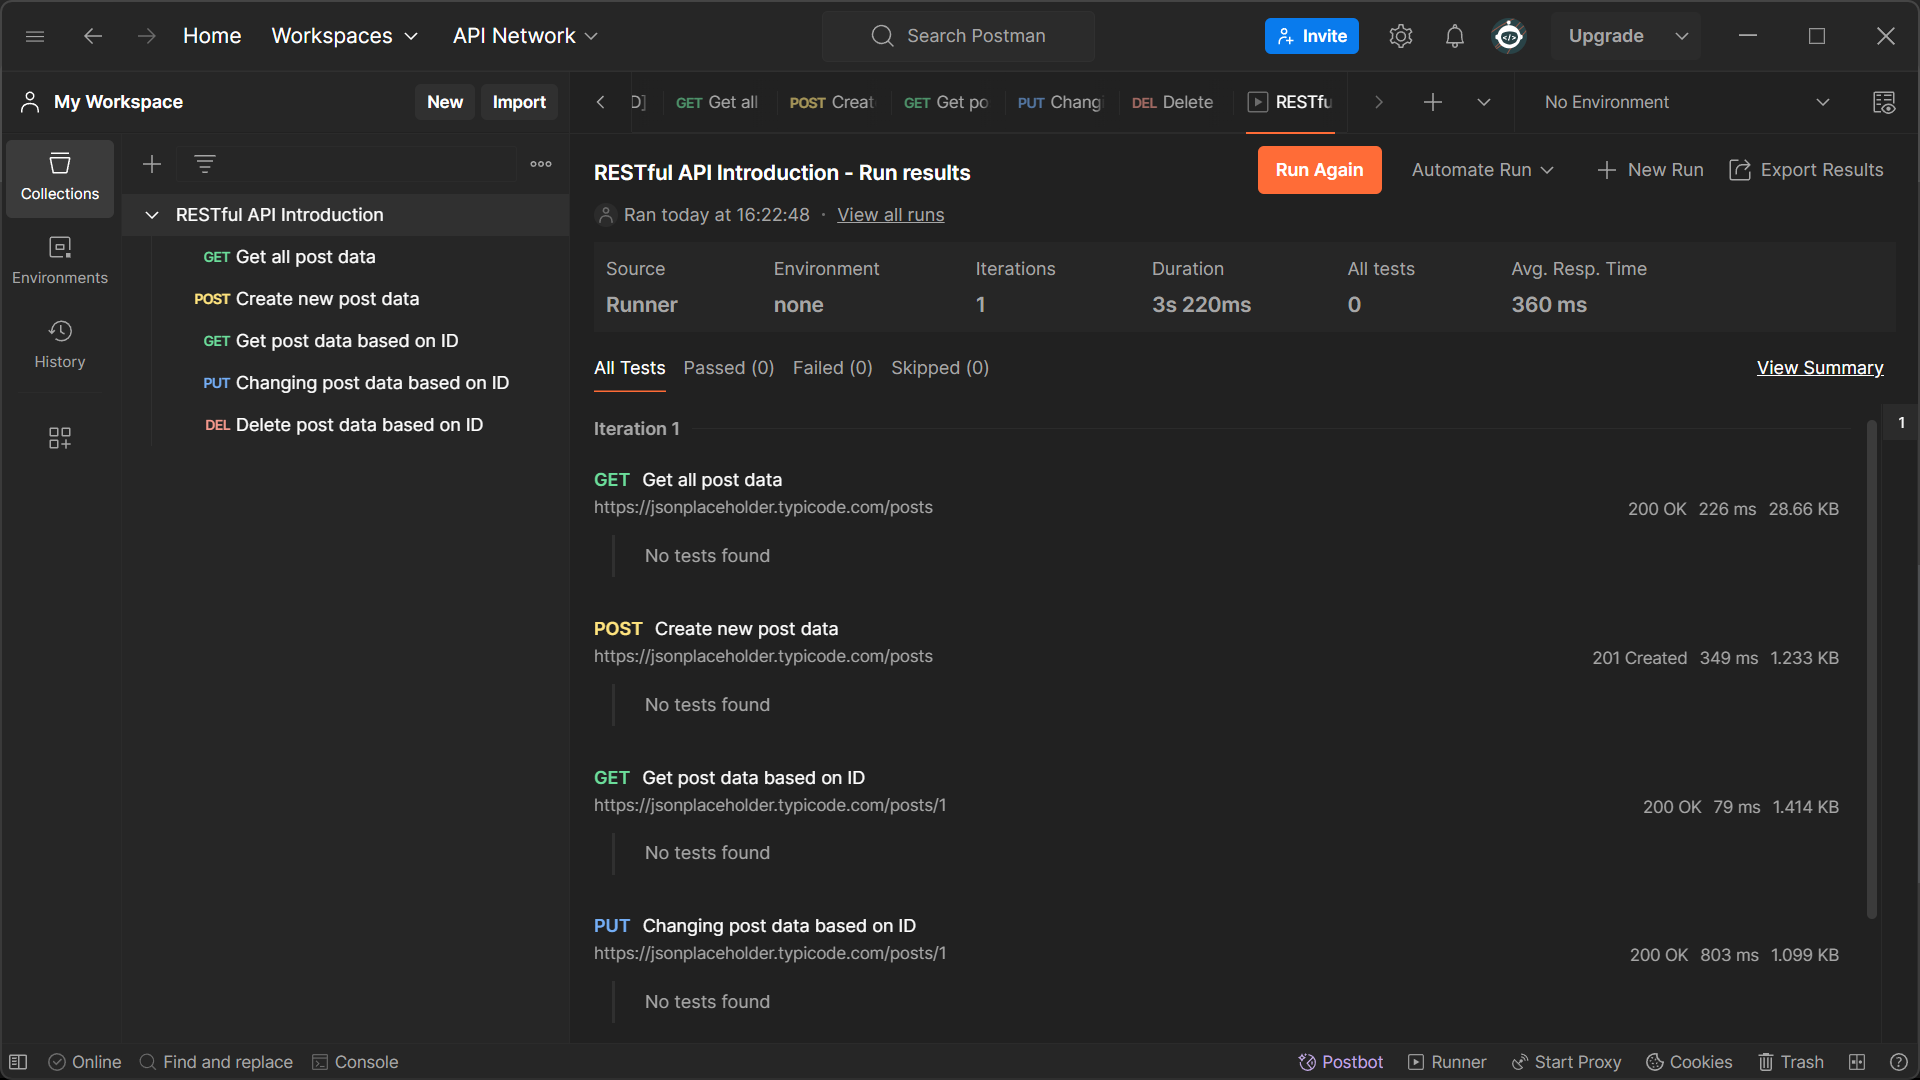 Home Workspaces API Network Search Postman Invite Upgrade
My Workspace New Import
D] GET Get all POST Creat GET Get po PUT Changi DEL Delete RESTfu No Environment
Collections
Environments
History
RESTful API Introduction
GET Get all post data
POST Create new post data
GET Get post data based on ID
PUT Changing post data based on ID
DEL Delete post data based on ID
RESTful API Introduction - Run results
Run Again Automate Run New Run Export Results
Ran today at 16:22:48 · View all runs
Source Environment Iterations Duration All tests Avg. Resp. Time
Runner none 1 3s 220ms 0 360 ms
All Tests Passed (0) Failed (0) Skipped (0) View Summary
Iteration 1
1
GET Get all post data
https://jsonplaceholder.typicode.com/posts
200 OK 226 ms 28.66 KB
No tests found
POST Create new post data
https://jsonplaceholder.typicode.com/posts
201 Created 349 ms 1.233 KB
No tests found
GET Get post data based on ID
https://jsonplaceholder.typicode.com/posts/1
200 OK 79 ms 1.414 KB
No tests found
PUT Changing post data based on ID
https://jsonplaceholder.typicode.com/posts/1
200 OK 803 ms 1.099 KB
No tests found
Online Find and replace Console Postbot Runner Start Proxy Cookies Trash